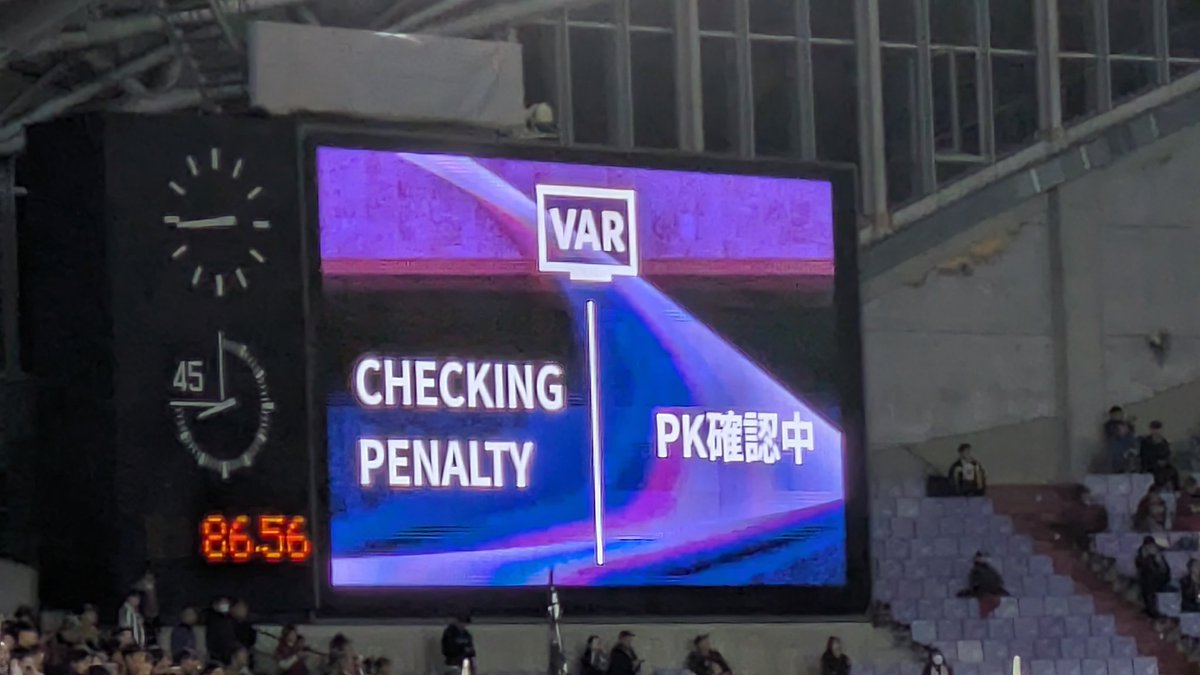 VAR
CHECKING
PENALTY
PK確認中
45
86:56